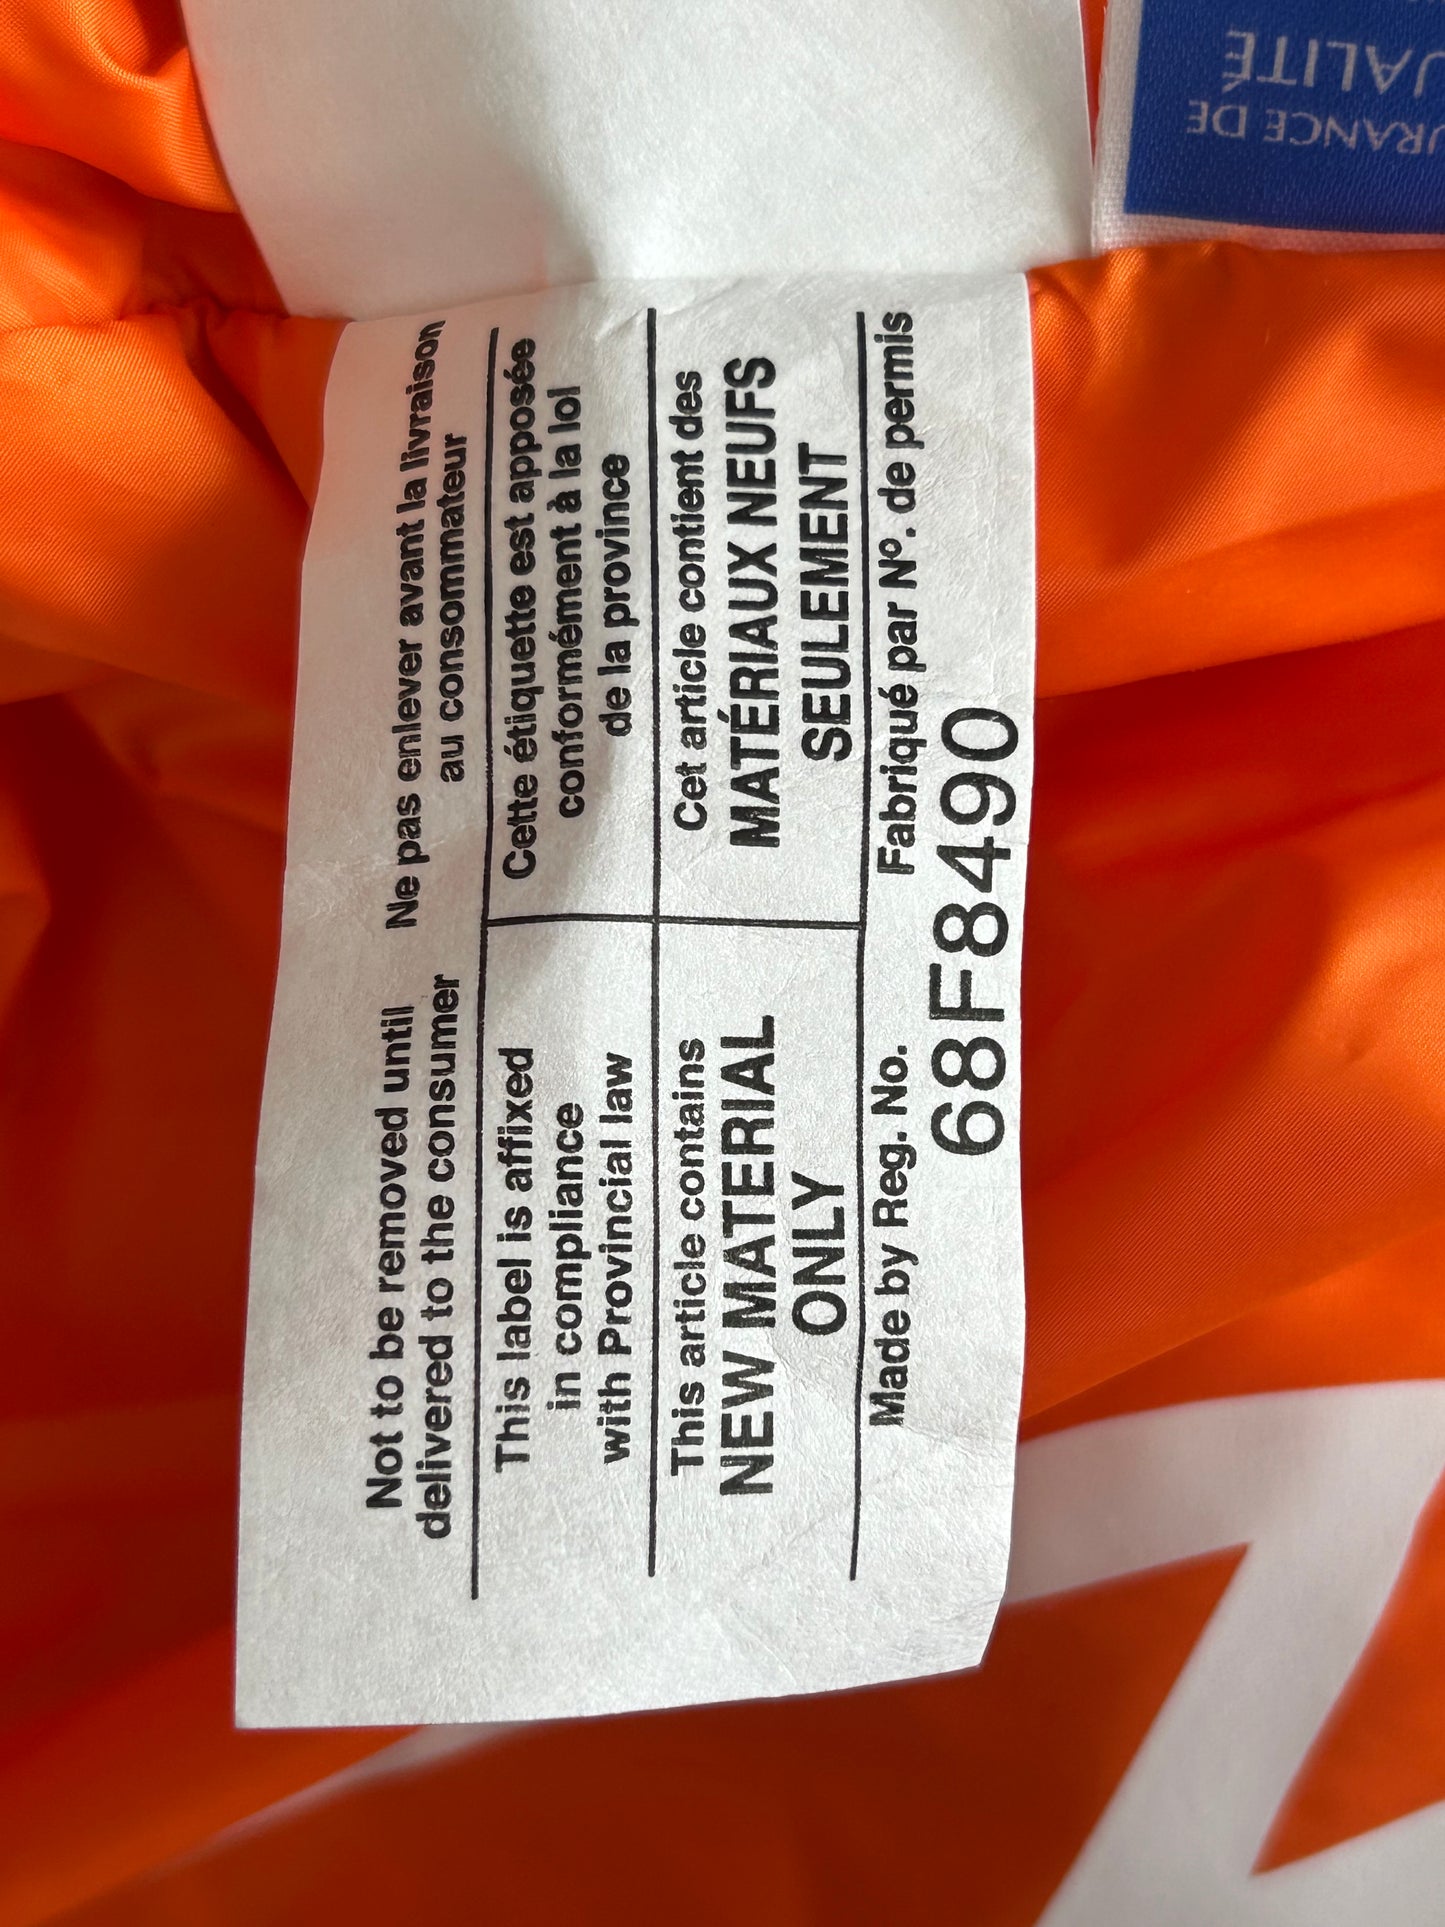 Not to be removed until
delivered to the consumer
Ne pas enlever avant la livraison
au consommateur
This label is affixed
in compliance
with Provincial law
Cette étiquette est apposée
conformément à la loi
de la province
This article contains
NEW MATERIAL
ONLY
Cet article contient des
MATÉRIAUX NEUFS
SEULEMENT
Made by Reg. No.
Fabriqué par Nº. de permis
68F8490
DE